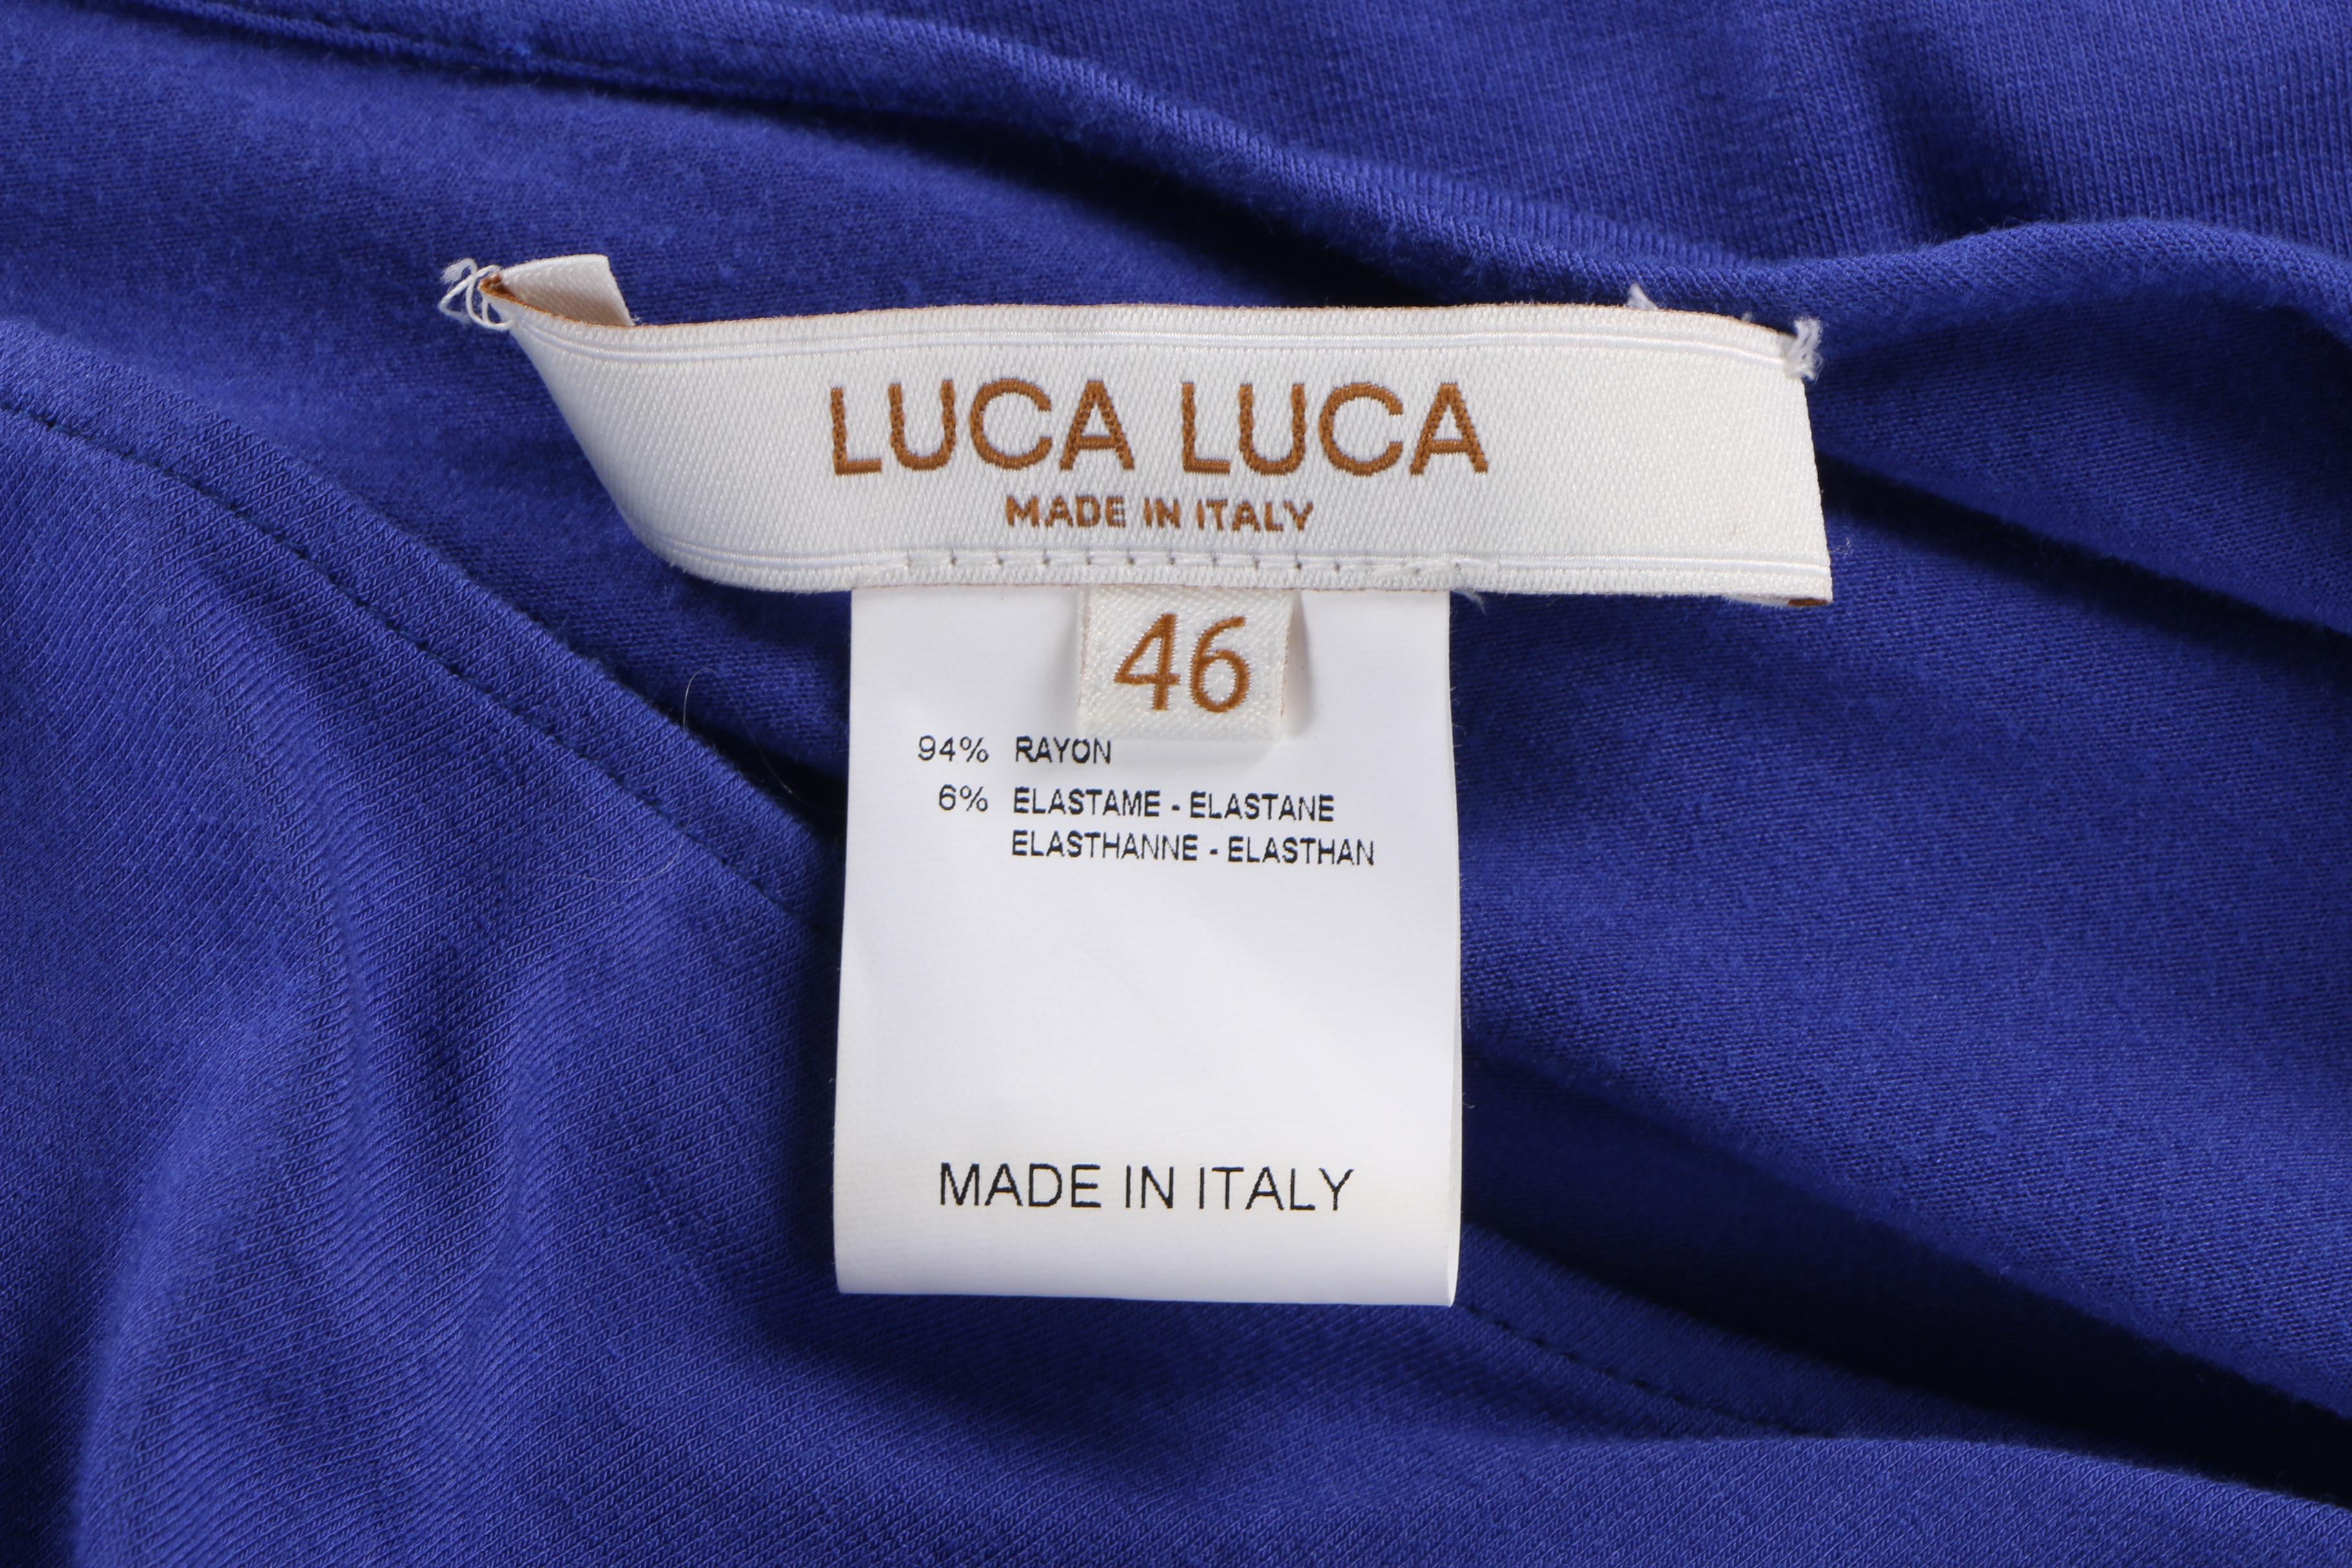 LUCA LUCA
MADE IN ITALY
46
94% RAYON
6% ELASTAME - ELASTANE
ELASTHANNE - ELASTHAN
MADE IN ITALY